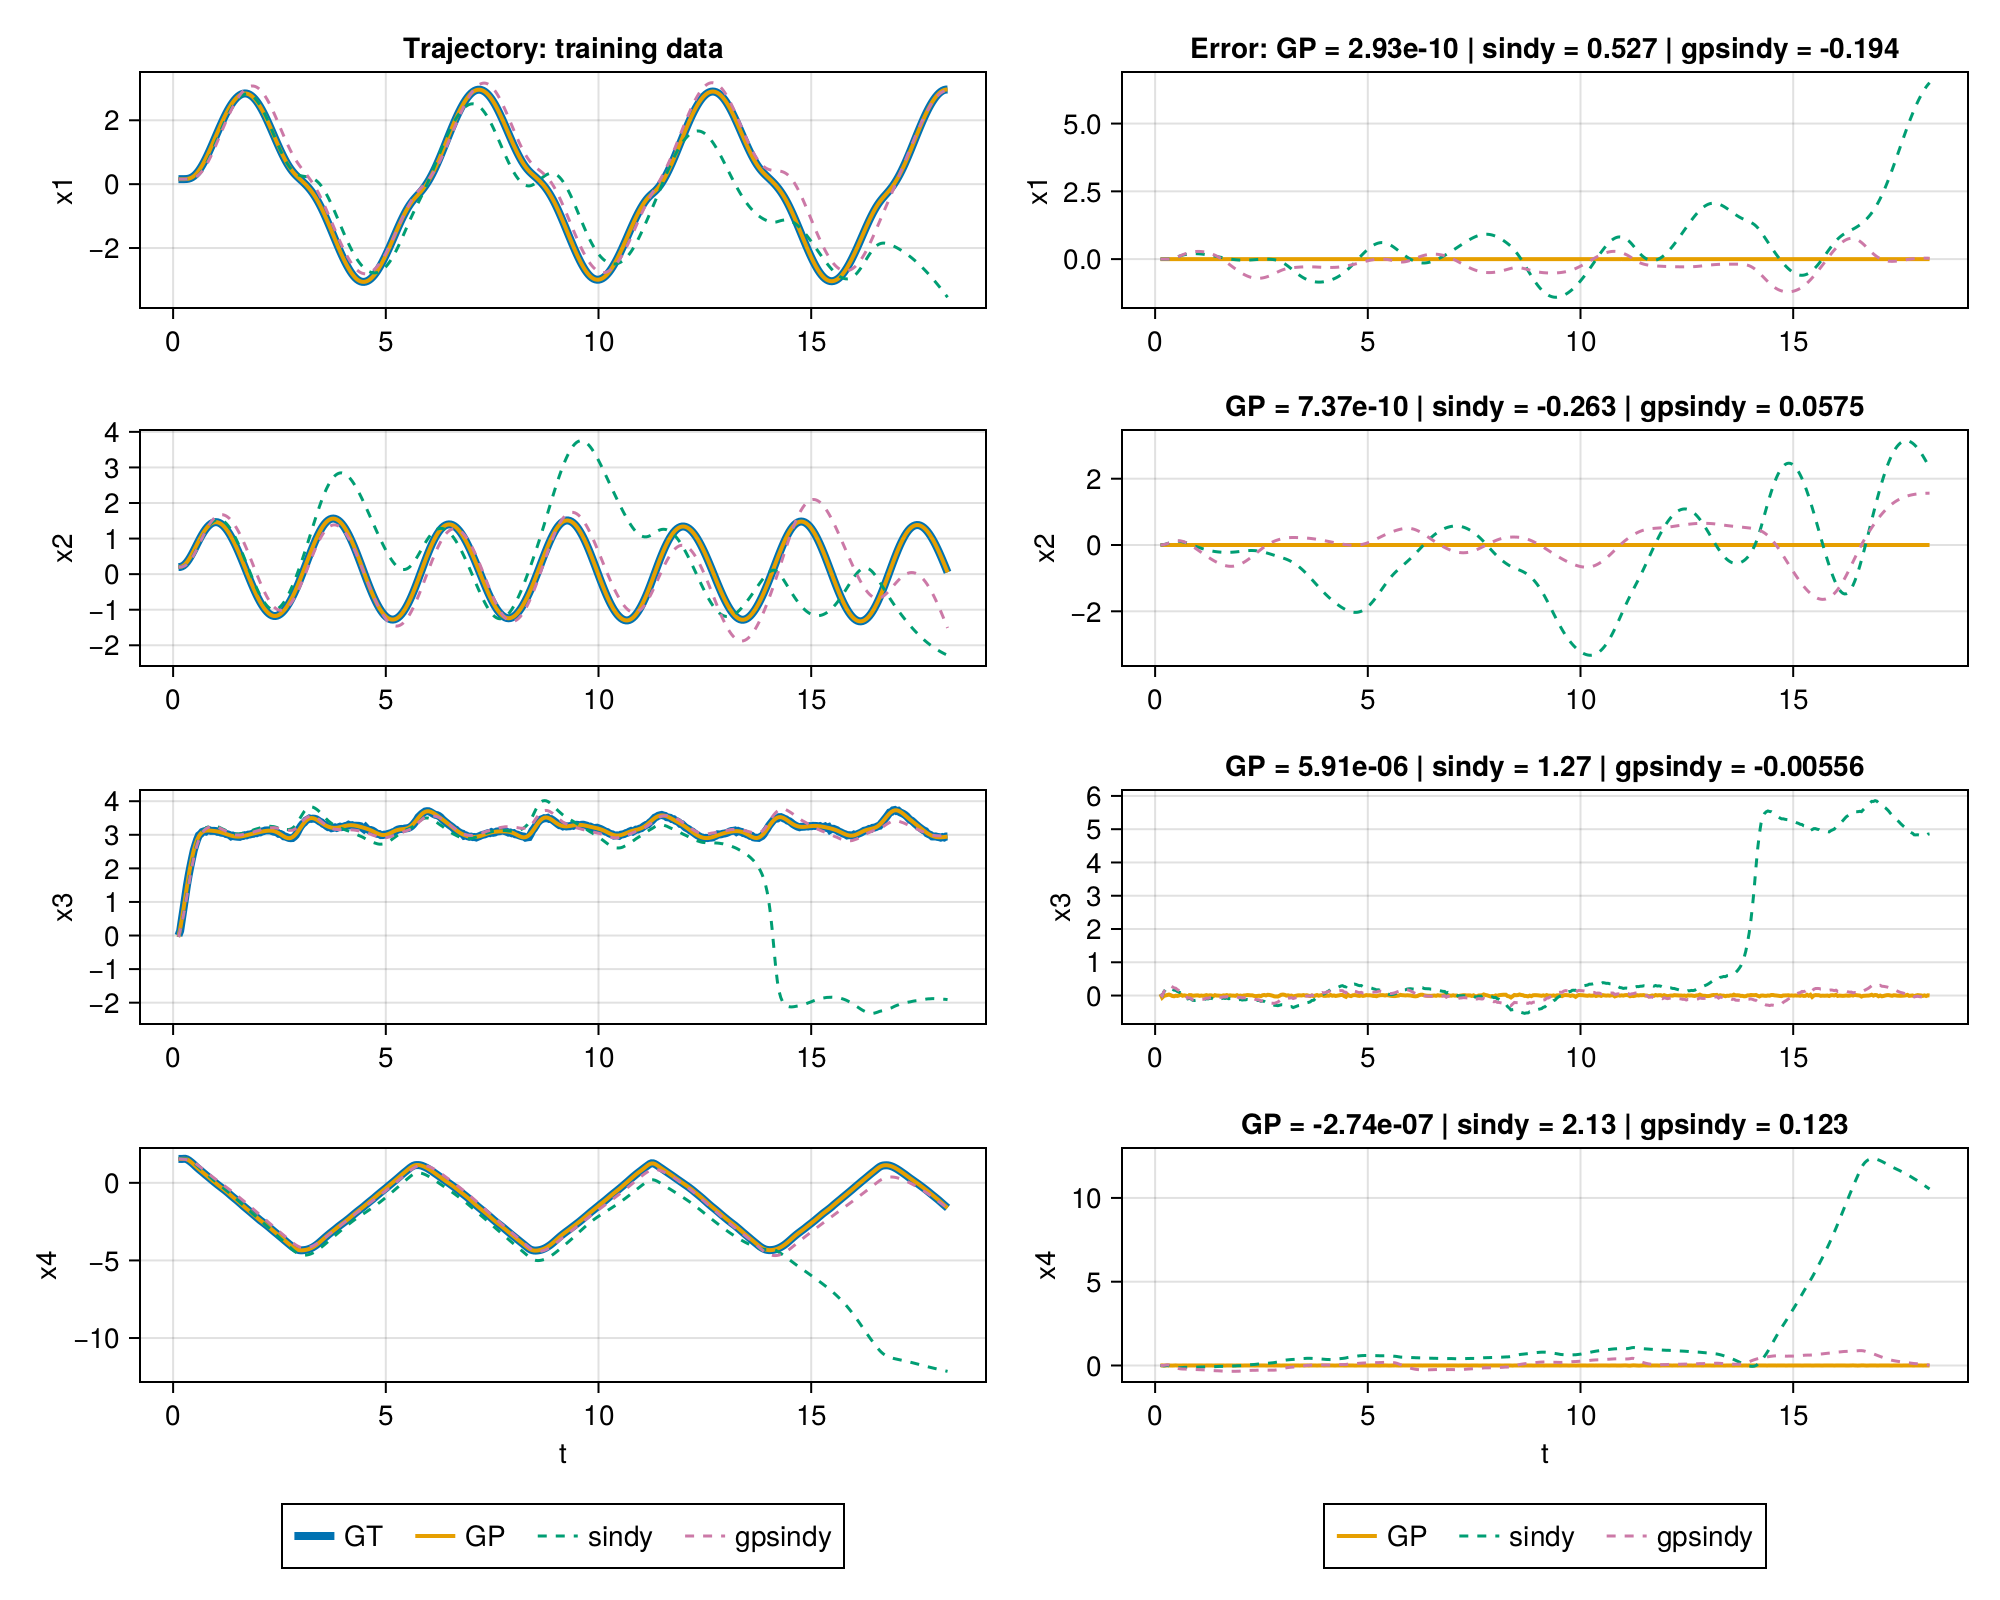 Trajectory: training data
x1
2
0
−2
0 5 10 15
Error: GP = 2.93e-10 | sindy = 0.527 | gpsindy = -0.194
x1
5.0
2.5
0.0
0 5 10 15
x2
4
3
2
1
0
−1
−2
0 5 10 15
GP = 7.37e-10 | sindy = -0.263 | gpsindy = 0.0575
x2
2
0
−2
0 5 10 15
x3
4
3
2
1
0
−1
−2
0 5 10 15
GP = 5.91e-06 | sindy = 1.27 | gpsindy = -0.00556
x3
6
5
4
3
2
1
0
0 5 10 15
x4
0
−5
−10
0 5 10 15
t
GP = -2.74e-07 | sindy = 2.13 | gpsindy = 0.123
x4
10
5
0
0 5 10 15
t
GT GP sindy gpsindy
GP sindy gpsindy